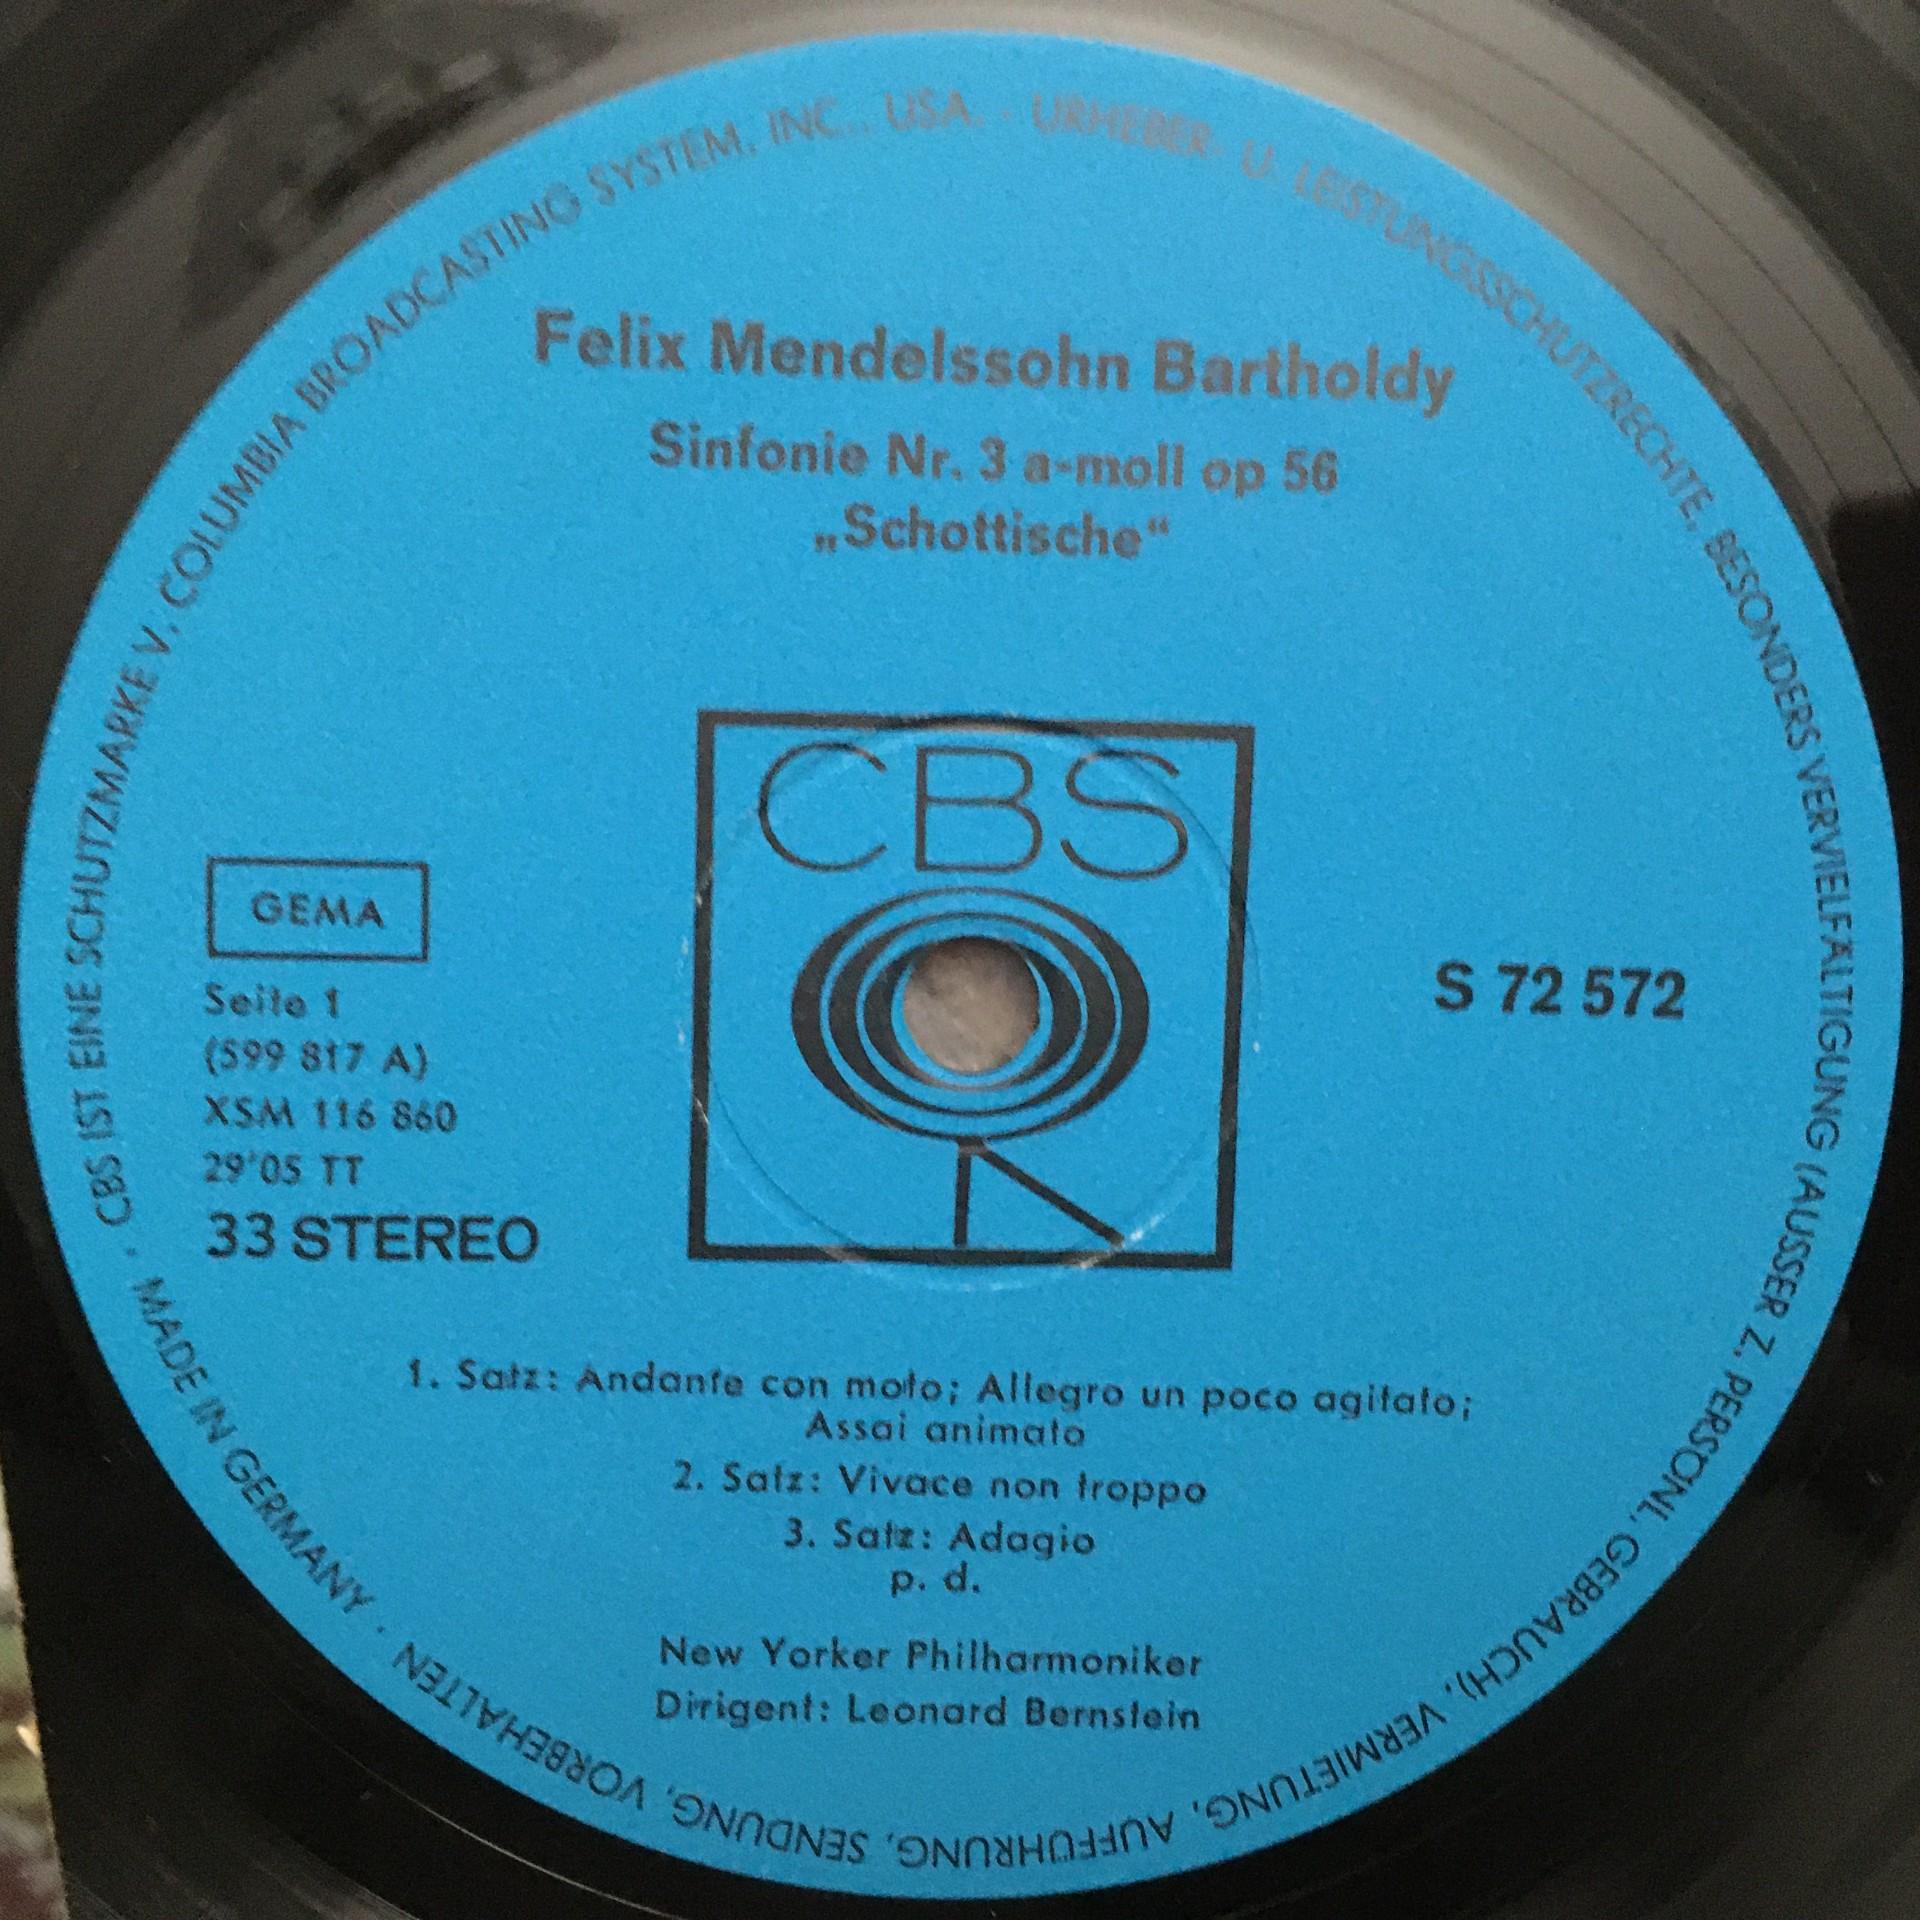 CBS IST EINE SCHUTZMARKE V. COLUMBIA BROADCASTING SYSTEM, INC., USA. · URHEBER- U. LEISTUNGSSCHUTZRECHTE, BESONDERS VERVIELFÄLTIGUNG (AUSSER Z. PERSÖNL. GEBRAUCH), VERMIETUNG, AUFFÜHRUNG, SENDUNG, VORBEHALTEN · MADE IN GERMANY ·
Felix Mendelssohn Bartholdy
Sinfonie Nr. 3 a-moll op 56
„Schottische“
CBS
GEMA
Seite 1
(S99 817 A)
XSM 116 860
29'05 TT
33 STEREO
S 72 572
1. Satz: Andante con moto; Allegro un poco agitato;
Assai animato
2. Satz: Vivace non troppo
3. Satz: Adagio
p. d.
New Yorker Philharmoniker
Dirigent: Leonard Bernstein